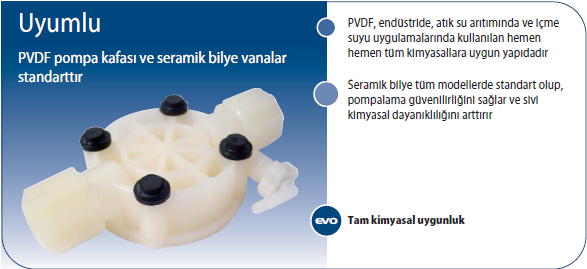 Uyumlu
PVDF pompa kafası ve seramik bilye vanalar
standarttır
PVDF, endüstride, atık su arıtımında ve içme
suyu uygulamalarında kullanılan hemen
hemen tüm kimyasallara uygun yapıdadır
Seramik bilye tüm modellerde standart olup,
pompalama güvenilirliğini sağlar ve sivi
kimyasal dayanıklılığını arttırır
evo
Tam kimyasal uygunluk